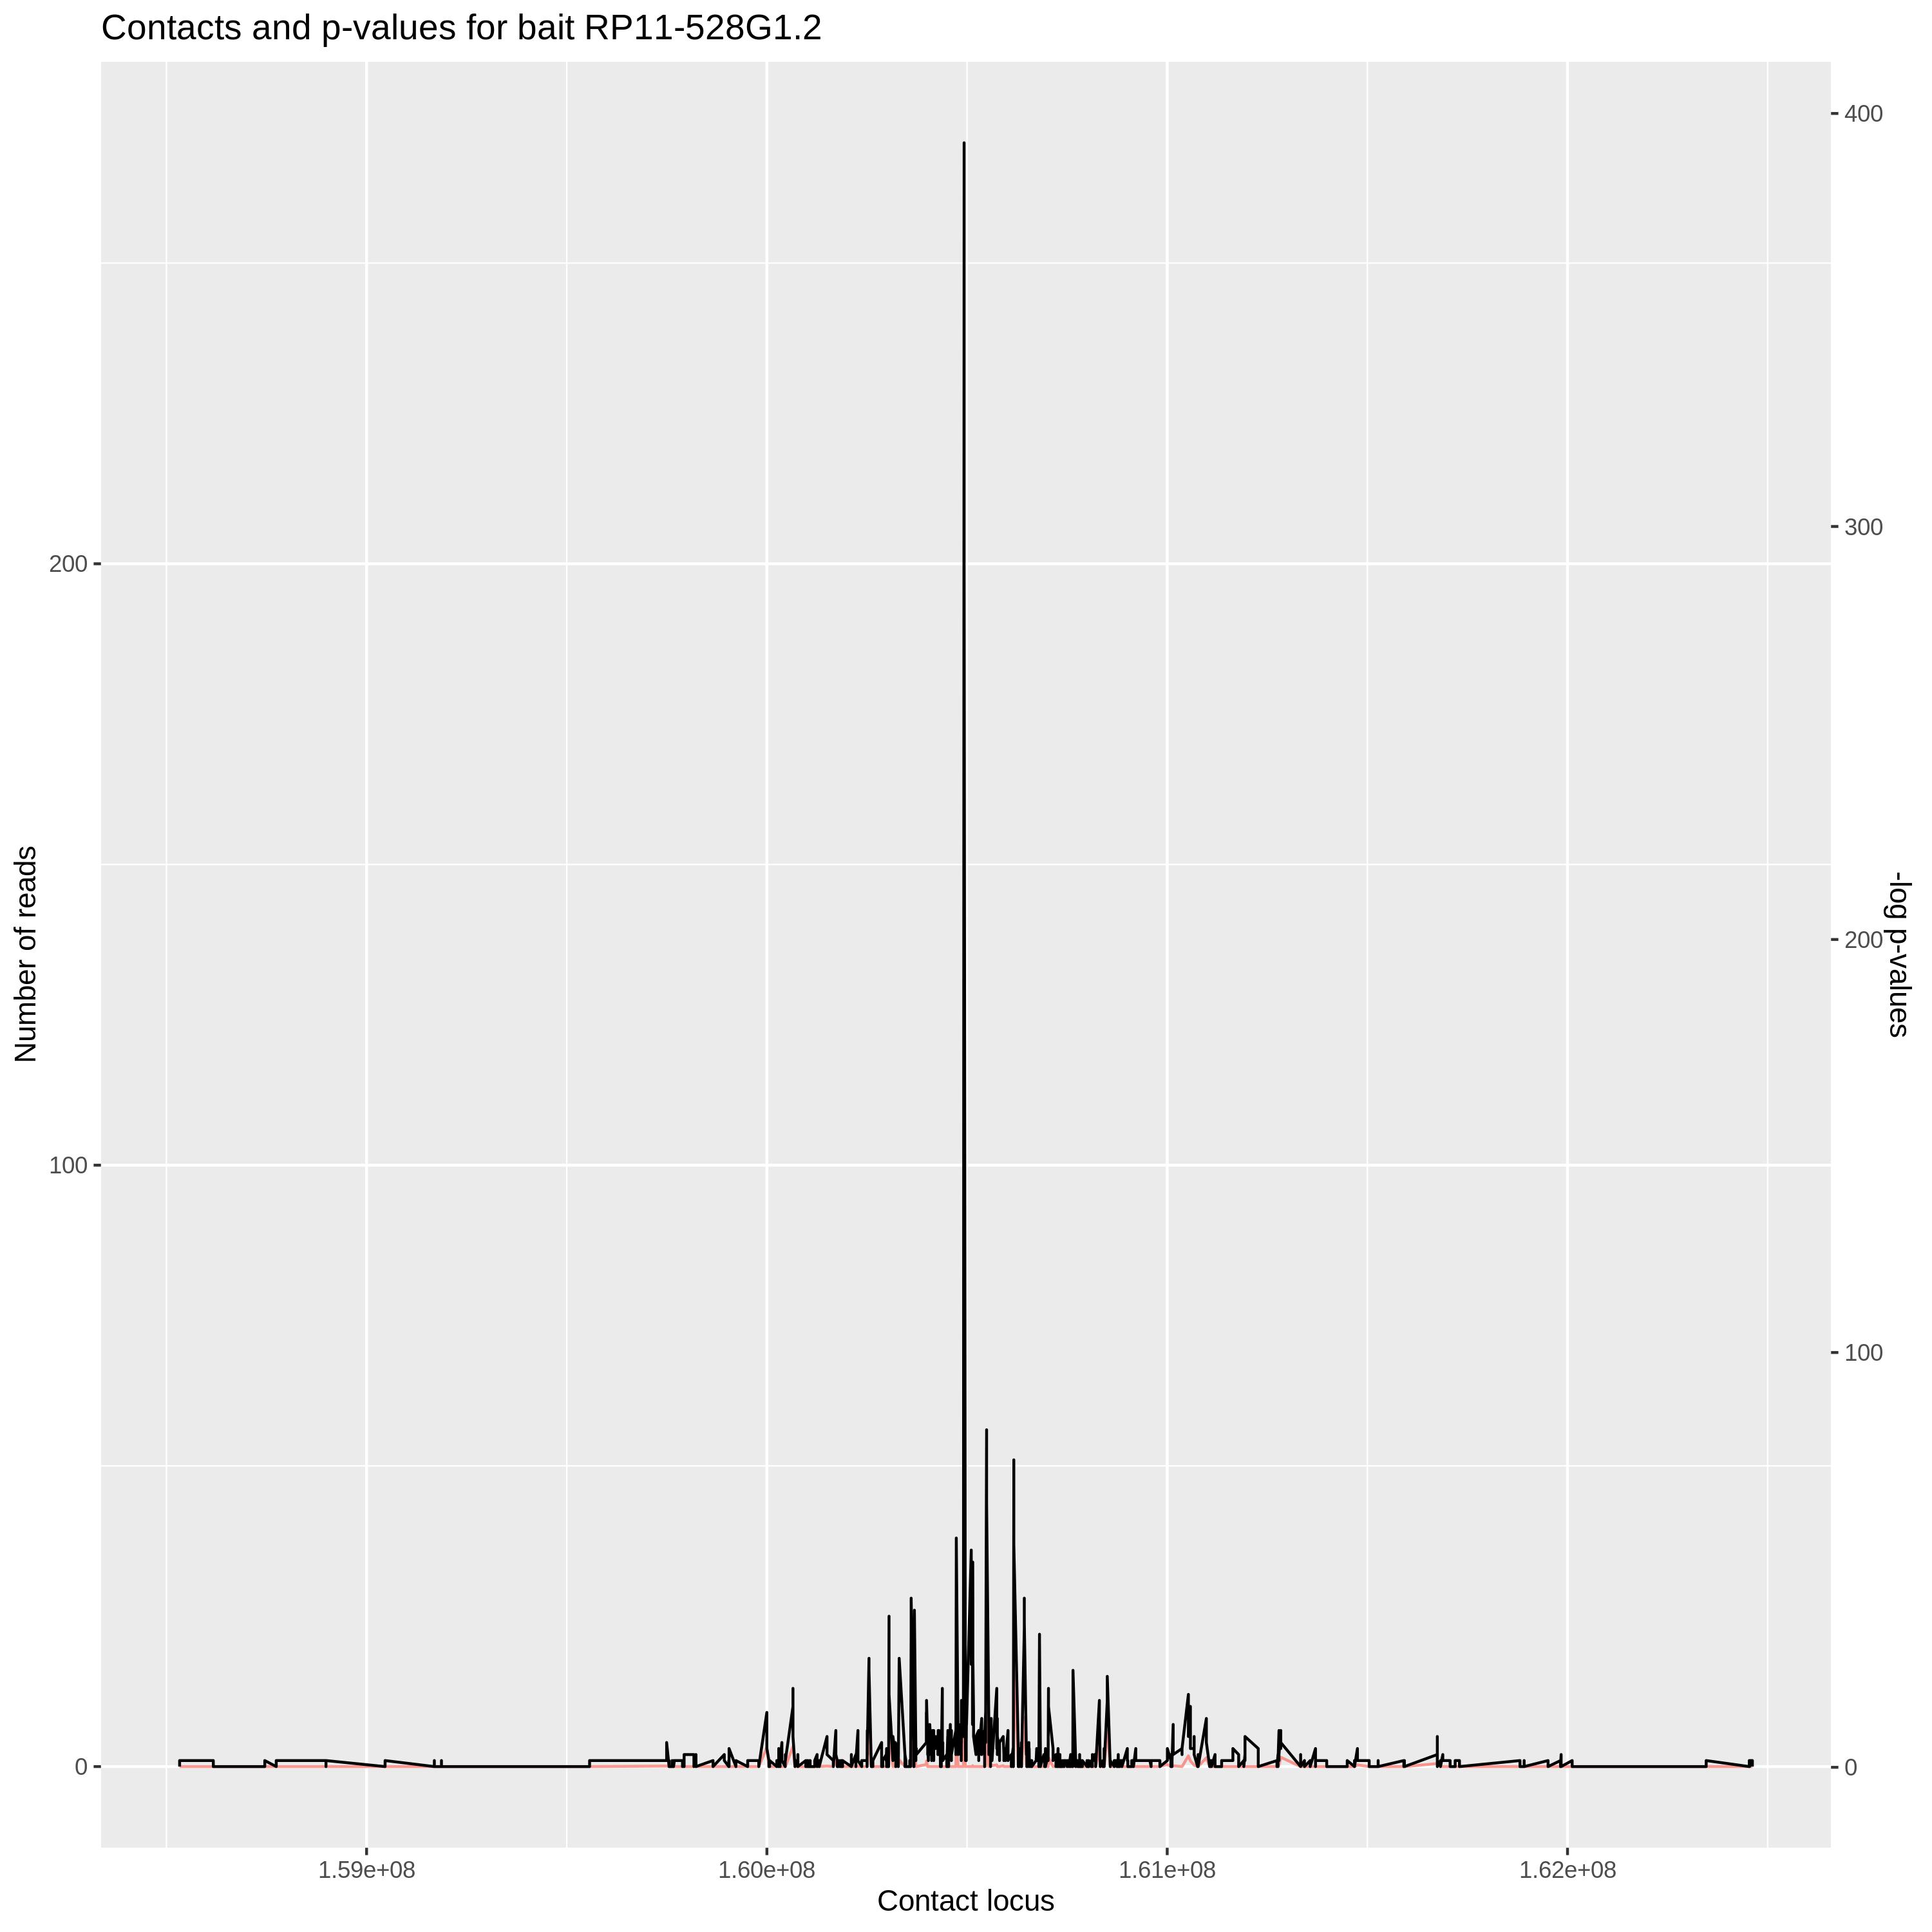 Contacts and p-values for bait RP11-528G1.2
400
300
200
200
100
100
0
0
Number of reads
-log p-values
1.59e+08
1.60e+08
1.61e+08
1.62e+08
Contact locus